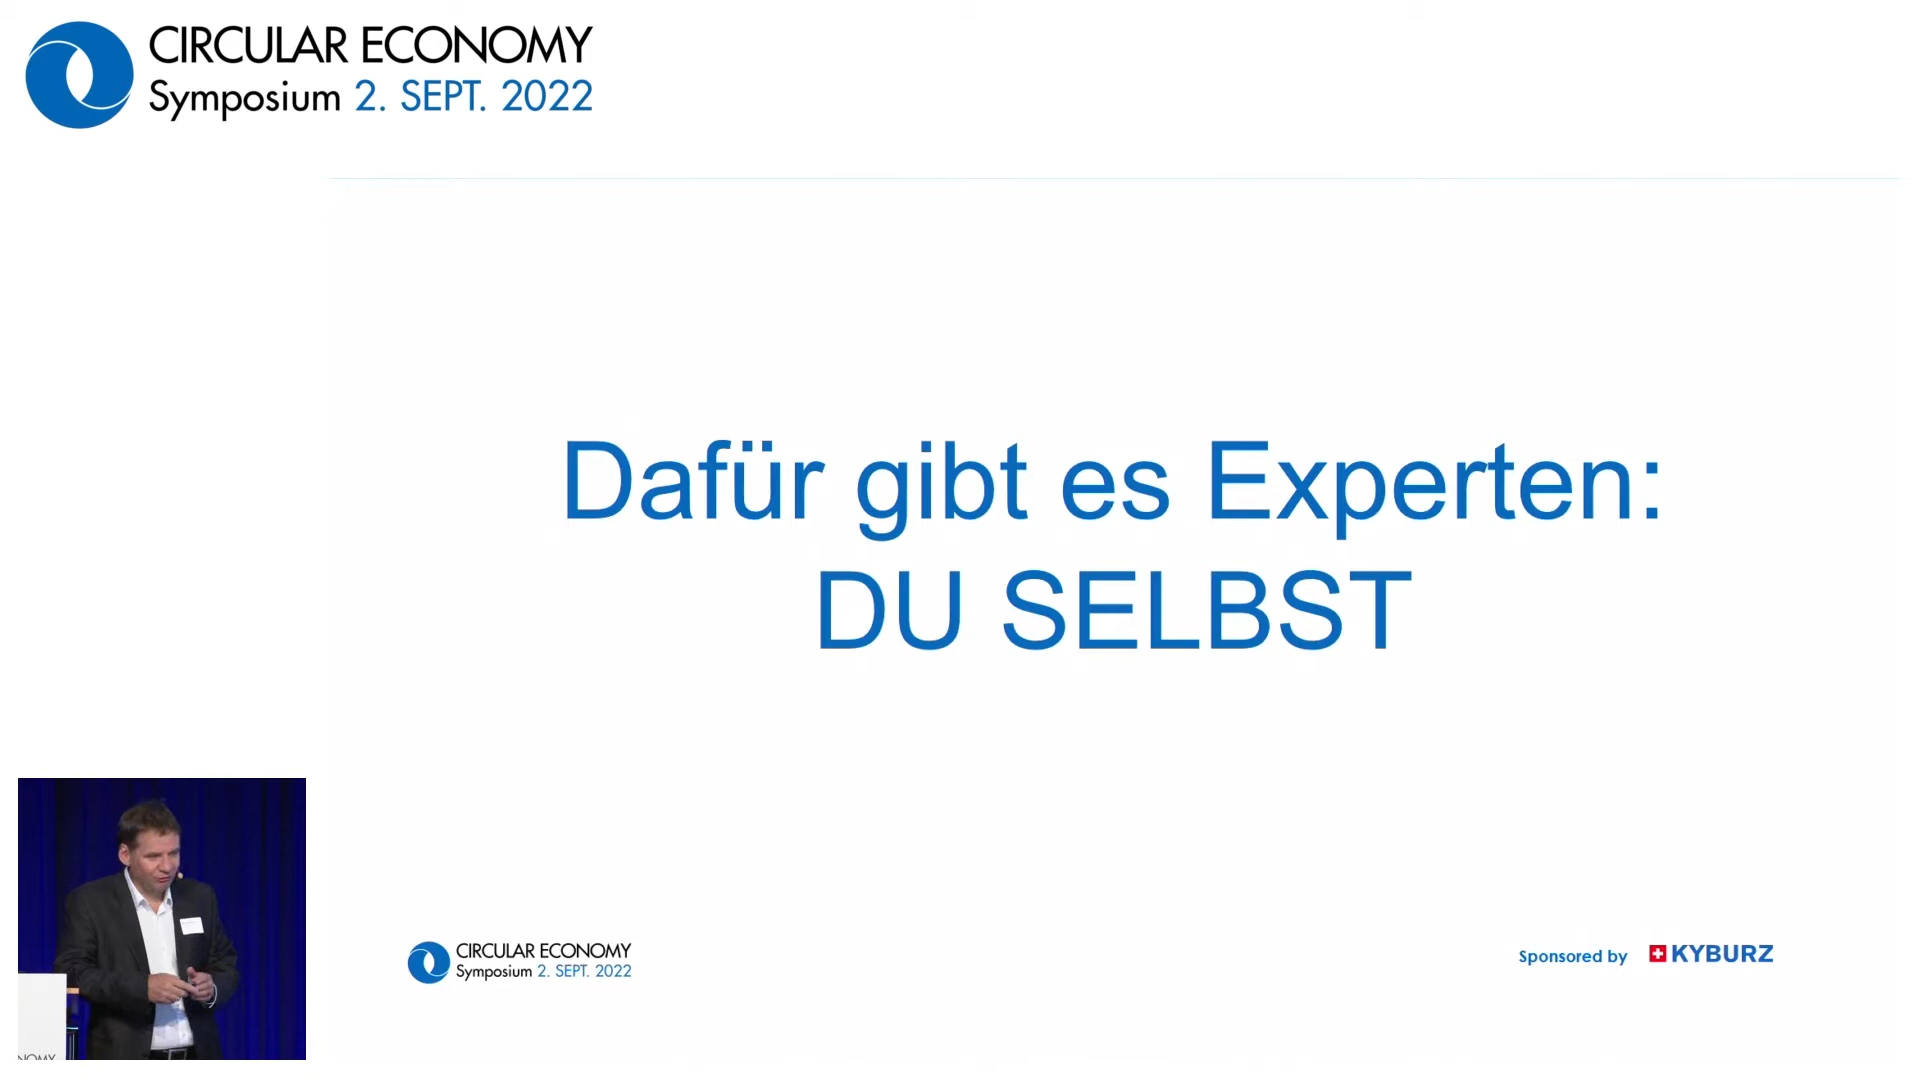 CIRCULAR ECONOMY
Symposium 2. SEPT. 2022
Dafür gibt es Experten:
DU SELBST
CIRCULAR ECONOMY
Symposium 2. SEPT. 2022
Sponsored by KYBURZ
NOMY